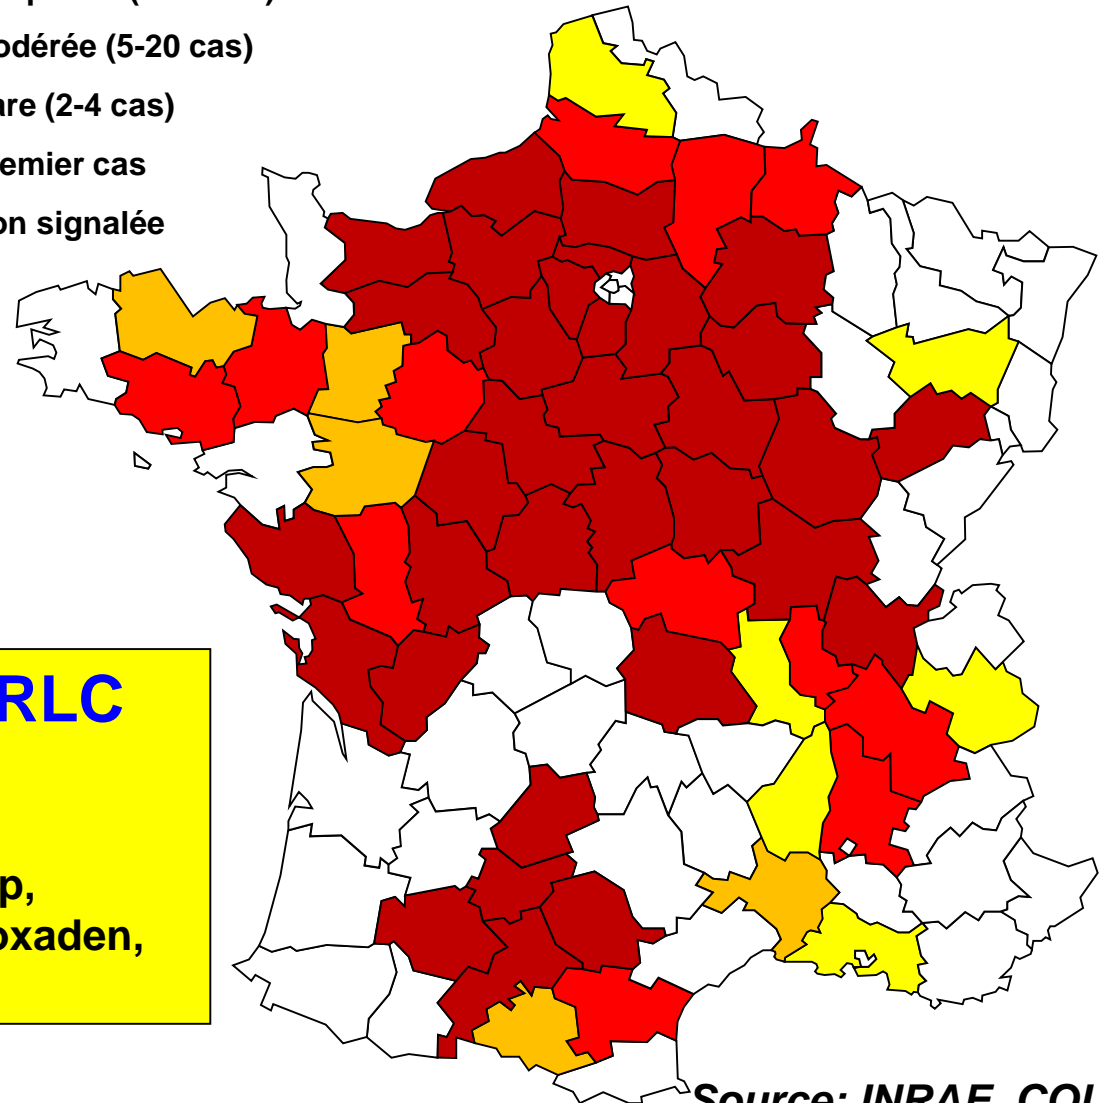 odérée (5-20 cas)
are (2-4 cas)
emier cas
on signalée
RLC
p,
oxaden,
Source: INRAE, COL